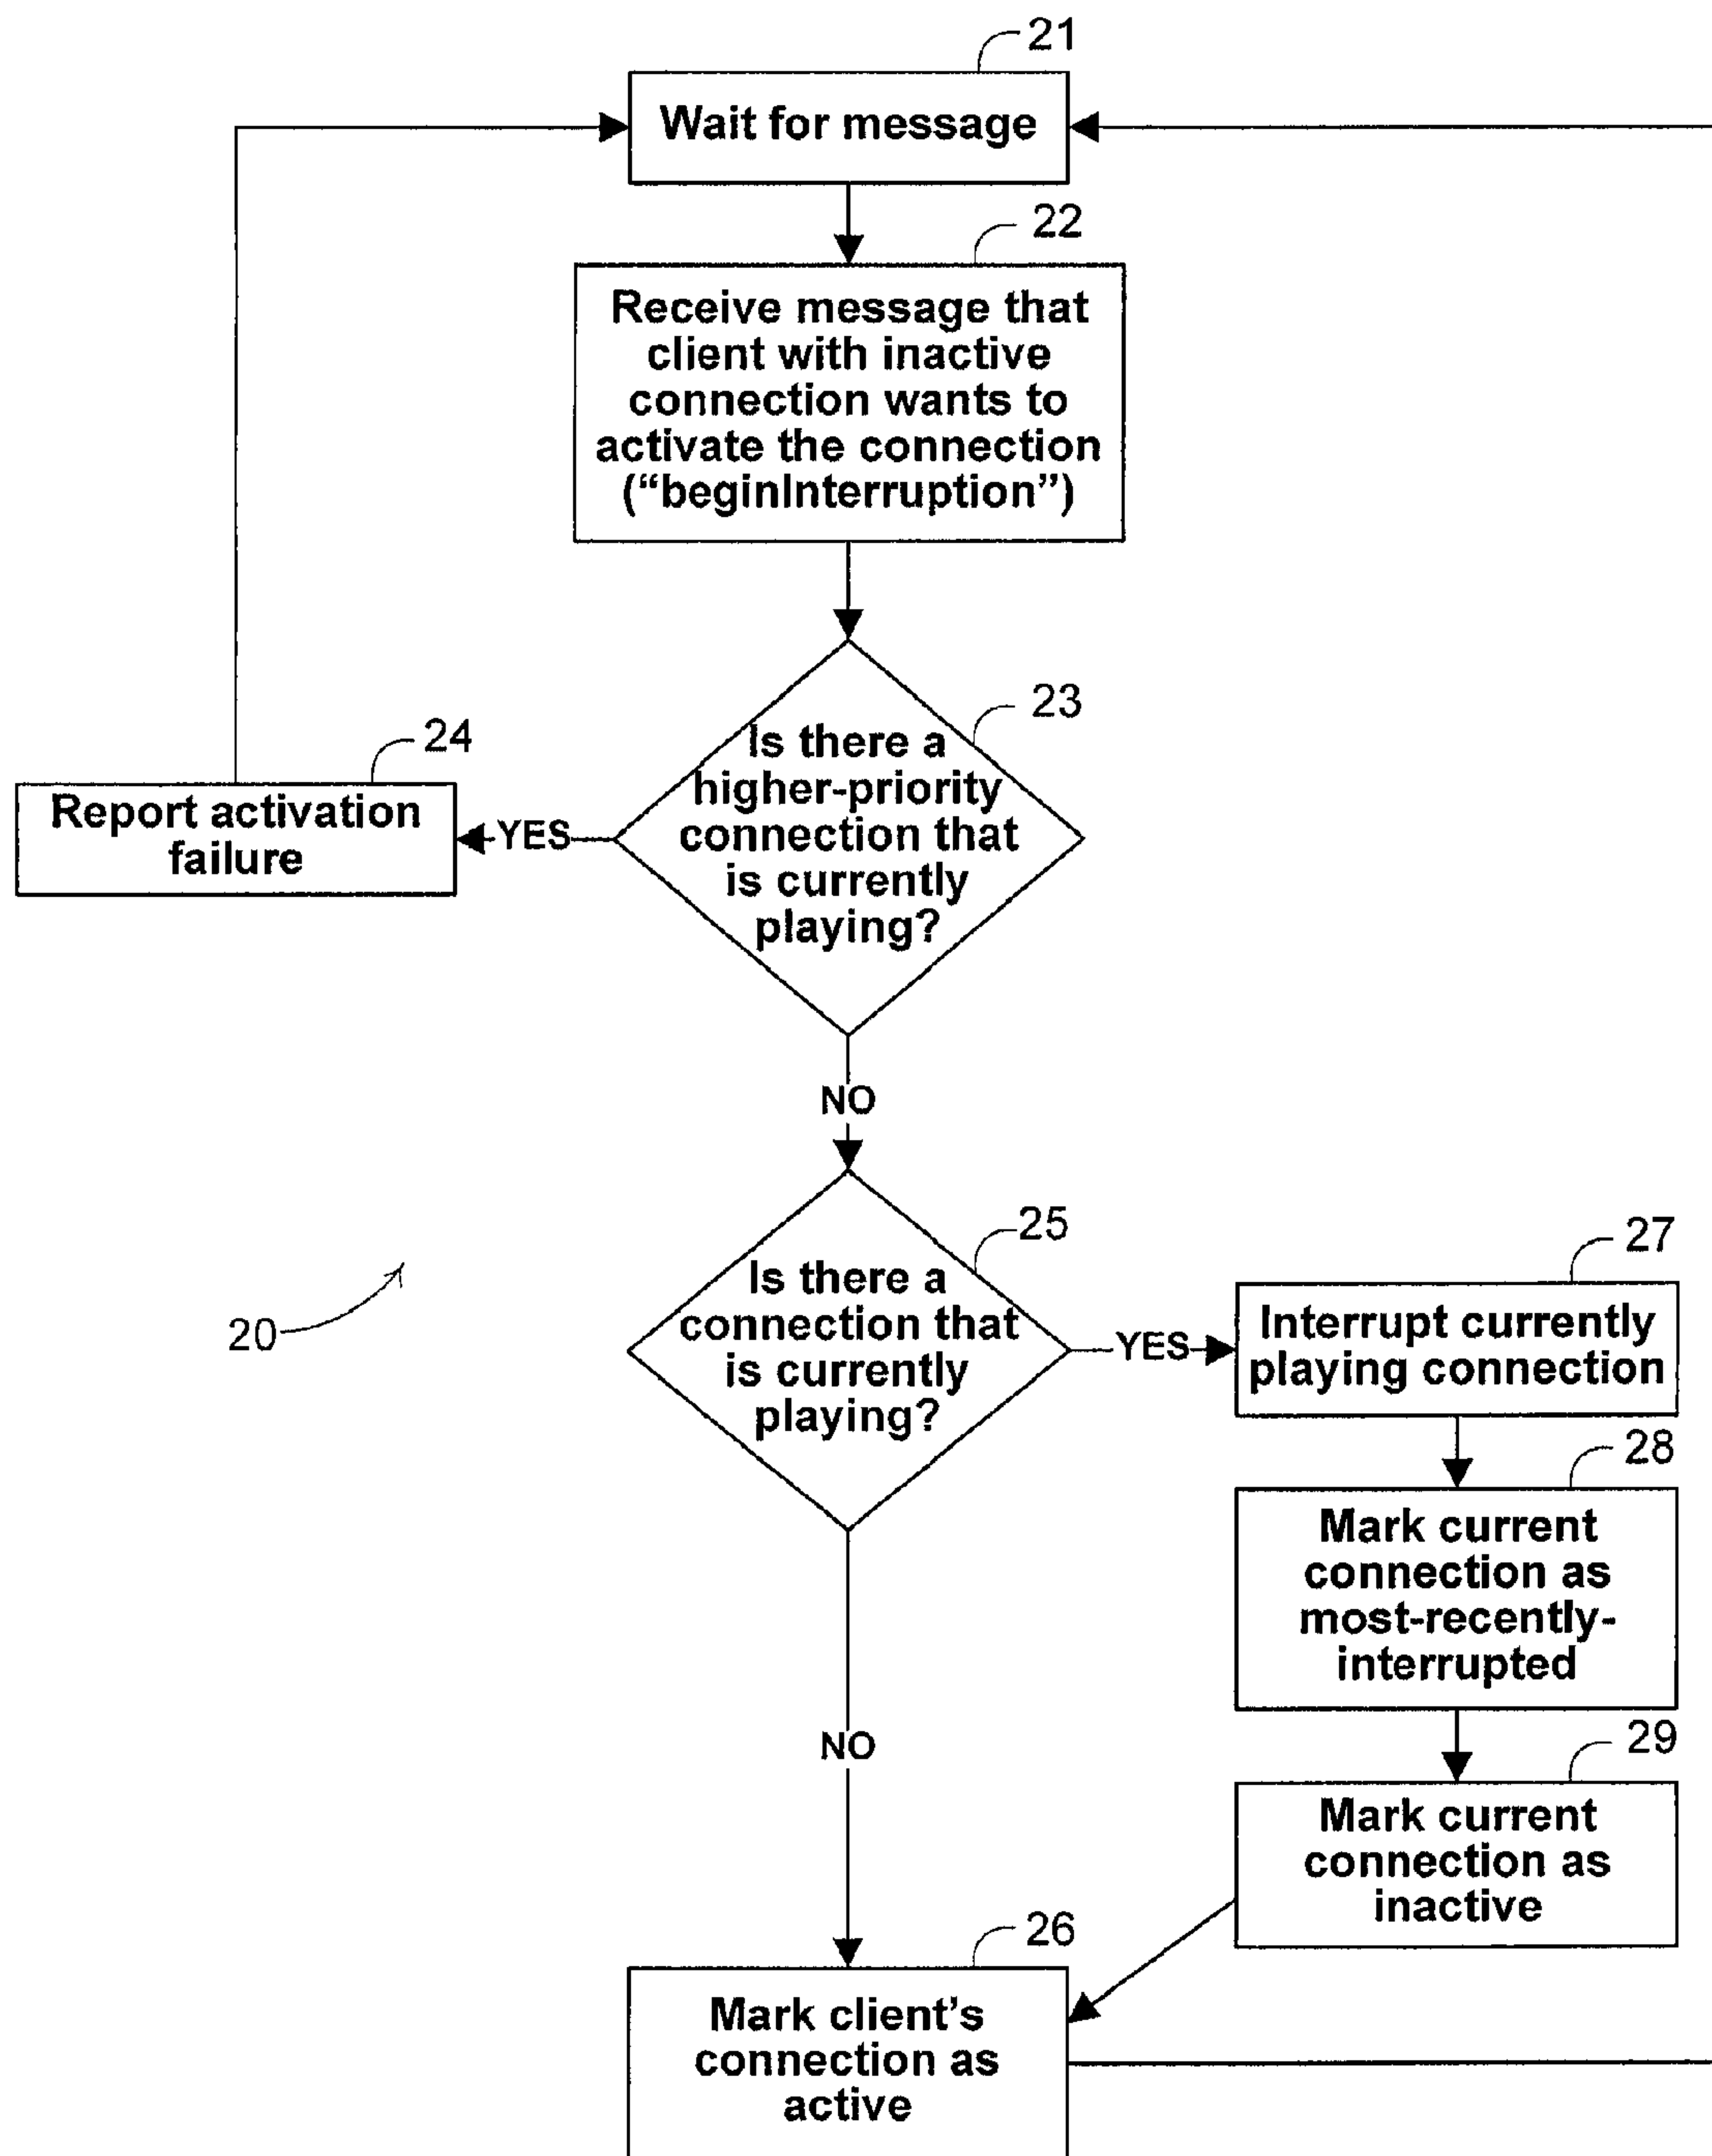 21
Wait for message
22
Receive message that
client with inactive
connection wants to
activate the connection
(“beginInterruption”)
23
Is there a
higher-priority
connection that
is currently
playing?
YES
24
Report activation
failure
NO
25
Is there a
connection that
is currently
playing?
20
YES
27
Interrupt currently
playing connection
28
Mark current
connection as
most-recently-
interrupted
29
Mark current
connection as
inactive
NO
26
Mark client’s
connection as
active